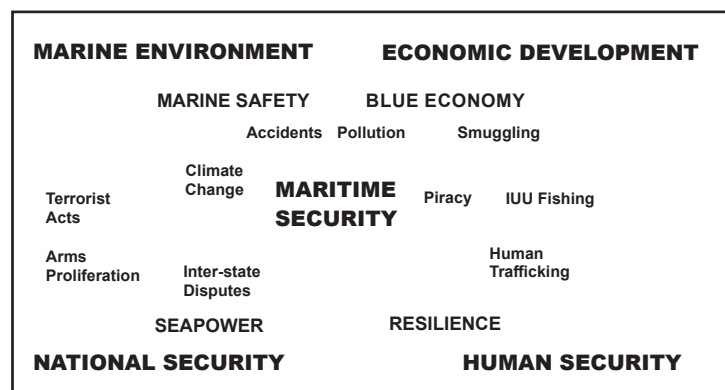 MARINE ENVIRONMENT
ECONOMIC DEVELOPMENT
MARINE SAFETY
BLUE ECONOMY
Accidents
Pollution
Smuggling
Climate
Change
MARITIME
SECURITY
Terrorist
Acts
Piracy
IUU Fishing
Arms
Proliferation
Inter-state
Disputes
Human
Trafficking
SEAPOWER
RESILIENCE
NATIONAL SECURITY
HUMAN SECURITY